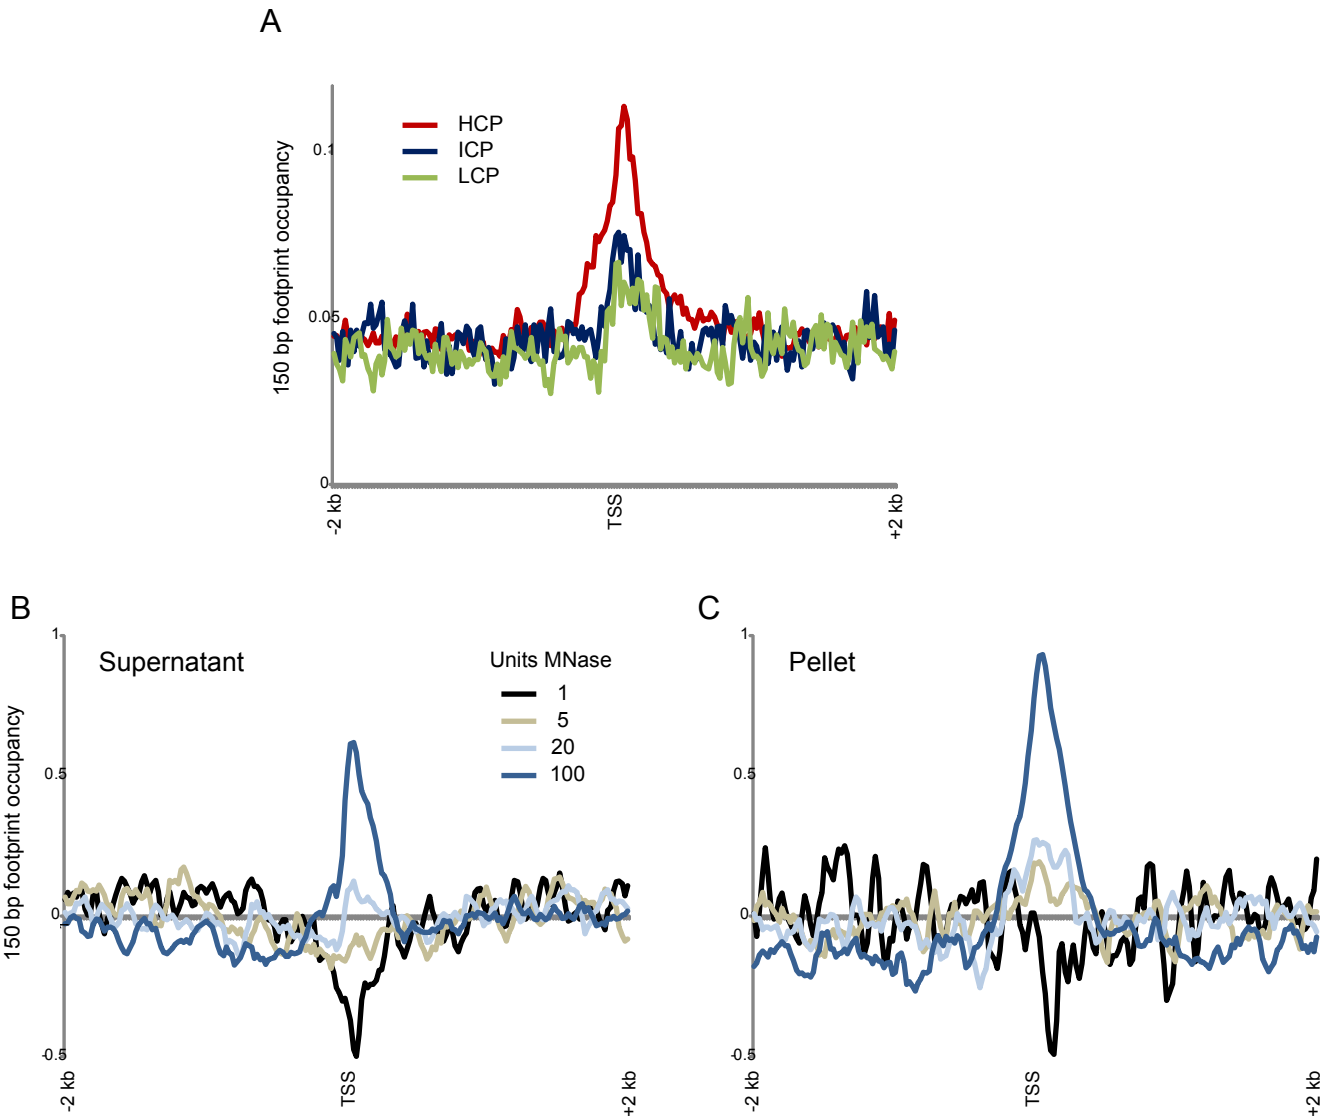 A
HCP
ICP
LCP
0.1
0.05
0
150 bp footprint occupancy
-2 kb
TSS
+2 kb
B
1
Supernatant
Units MNase
1
5
20
100
0.5
0
-0.5
150 bp footprint occupancy
-2 kb
TSS
+2 kb
C
1
Pellet
0.5
0
-0.5
-2 kb
TSS
+2 kb